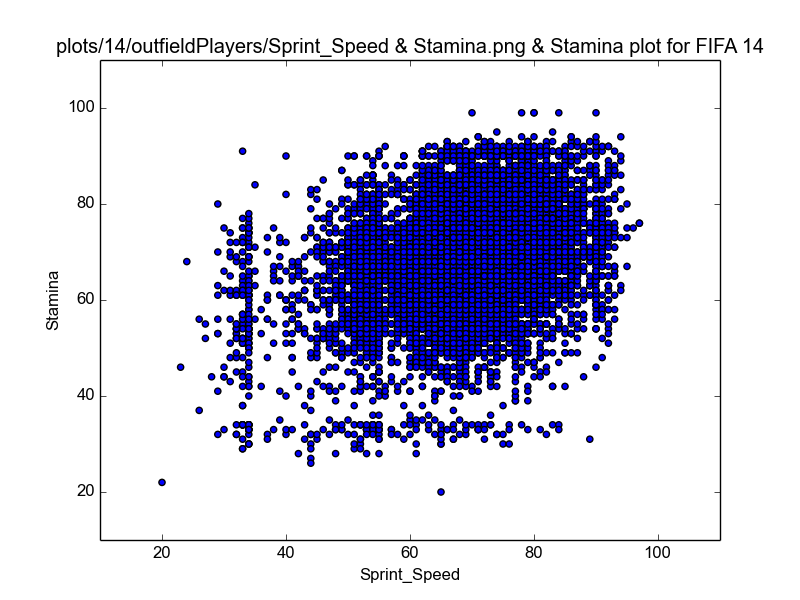 plots/14/outfieldPlayers/Sprint_Speed & Stamina.png & Stamina plot for FIFA 14
100
80
60
40
20
Stamina
20 40 60 80 100
Sprint_Speed